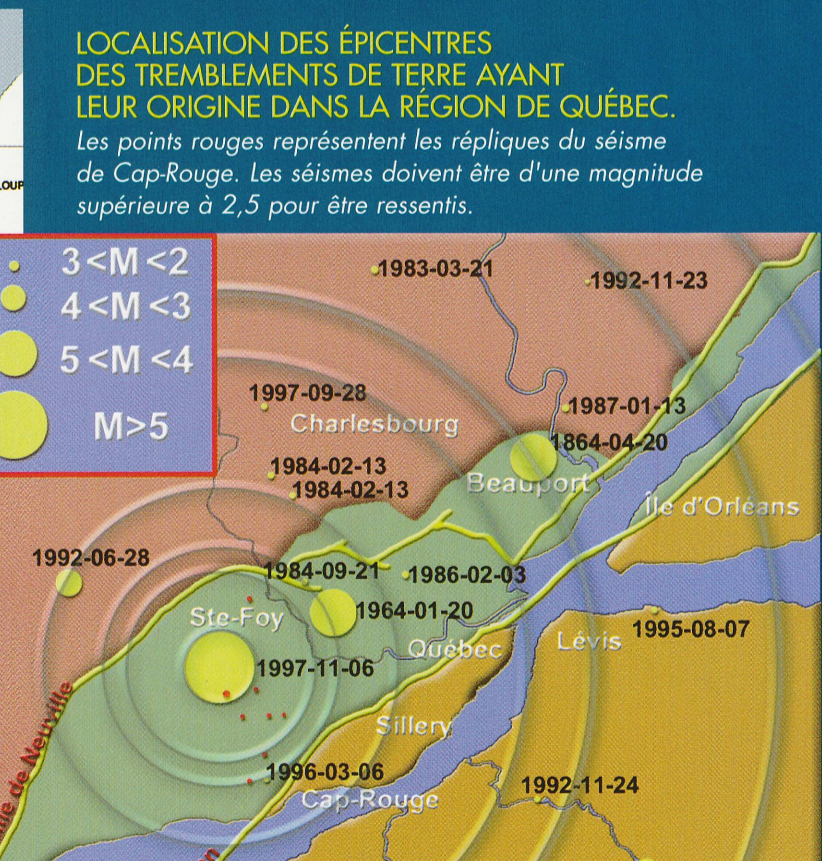 LOCALISATION DES ÉPICENTRES
DES TREMBLEMENTS DE TERRE AYANT
LEUR ORIGINE DANS LA RÉGION DE QUÉBEC.
Les points rouges représentent les répliques du séisme
de Cap-Rouge. Les séismes doivent être d'une magnitude
supérieure à 2,5 pour être ressentis.
LOUP
3<M<2
4<M<3
5<M<4
M>5
1983-03-21
1992-11-23
1997-09-28
1987-01-13
Charlesbourg
1864-04-20
1984-02-13
1984-02-13
Beauport
Île d'Orléans
1992-06-28
1984-09-21
1986-02-03
Ste-Foy
1964-01-20
1995-08-07
Lévis
Québec
1997-11-06
Sillery
de Neuville
1996-03-06
1992-11-24
Cap-Rouge